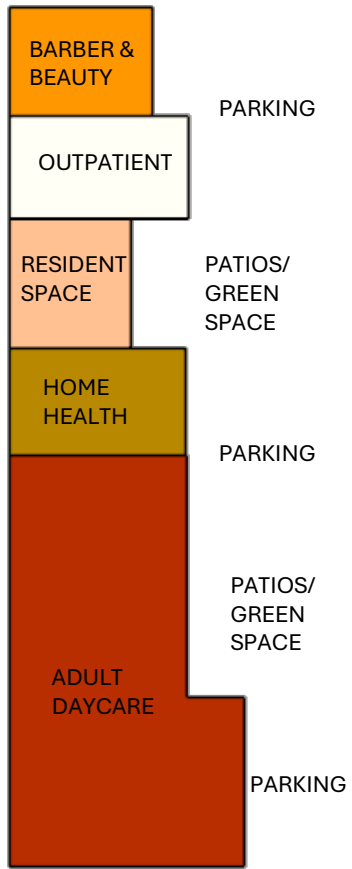 BARBER &
BEAUTY
PARKING
OUTPATIENT
RESIDENT
SPACE
PATIOS/
GREEN
SPACE
HOME
HEALTH
PARKING
PATIOS/
GREEN
SPACE
ADULT
DAYCARE
PARKING